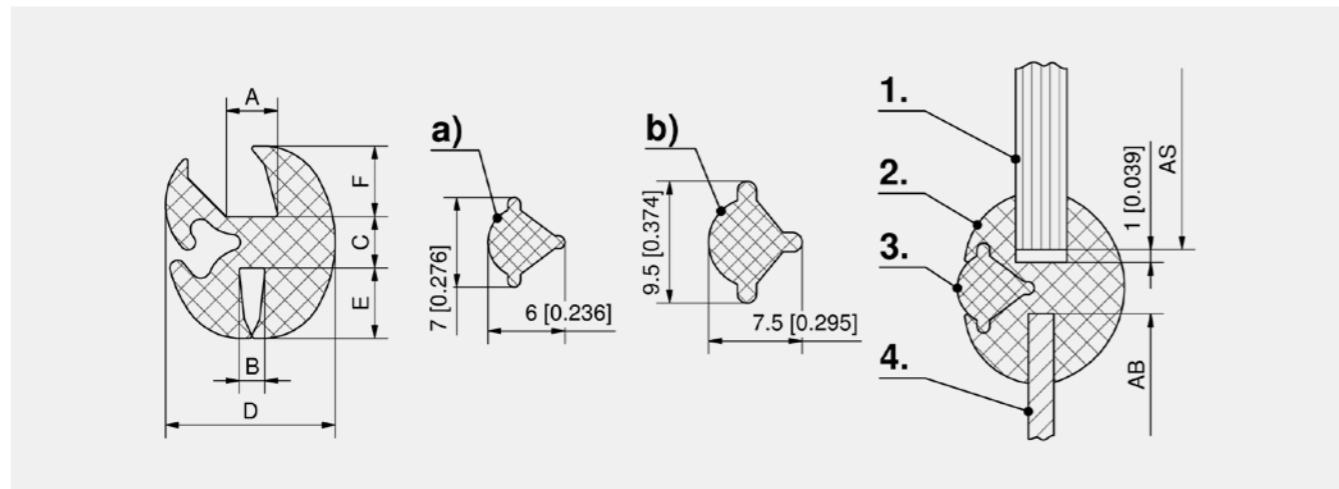 A
F
C
E
B
D
a)
7 [0.276]
6 [0.236]
b)
9.5 [0.374]
7.5 [0.295]
1.
2.
3.
4.
1 [0.039]
AS
AB